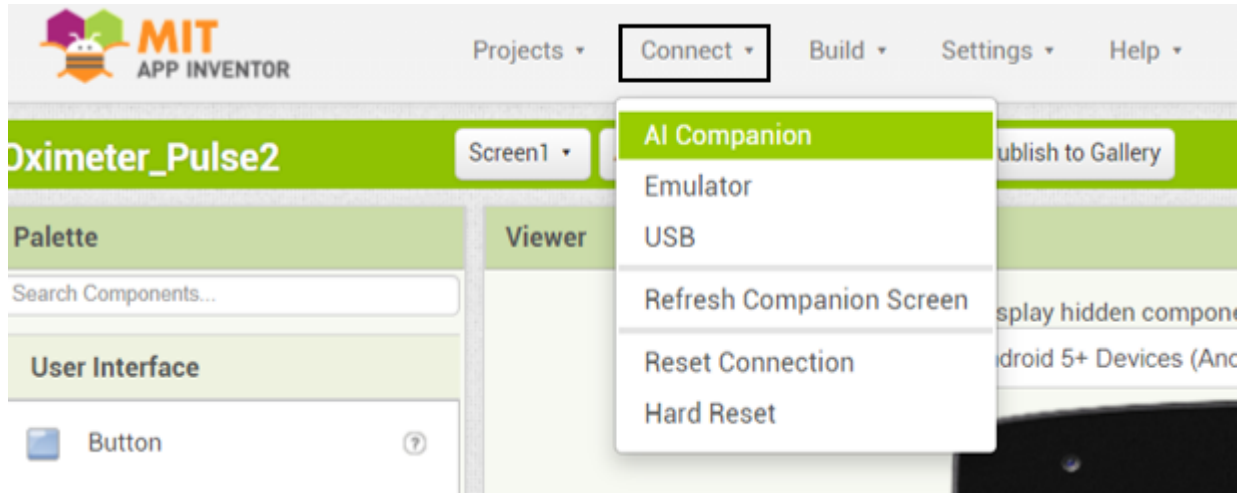 MIT
APP INVENTOR
Projects
Connect
Build
Settings
Help
Oximeter_Pulse2
Screen1
ublish to Gallery
AI Companion
Emulator
USB
Refresh Companion Screen
Reset Connection
Hard Reset
Palette
Search Components...
User Interface
Button
?
Viewer
splay hidden compone
droid 5+ Devices (And